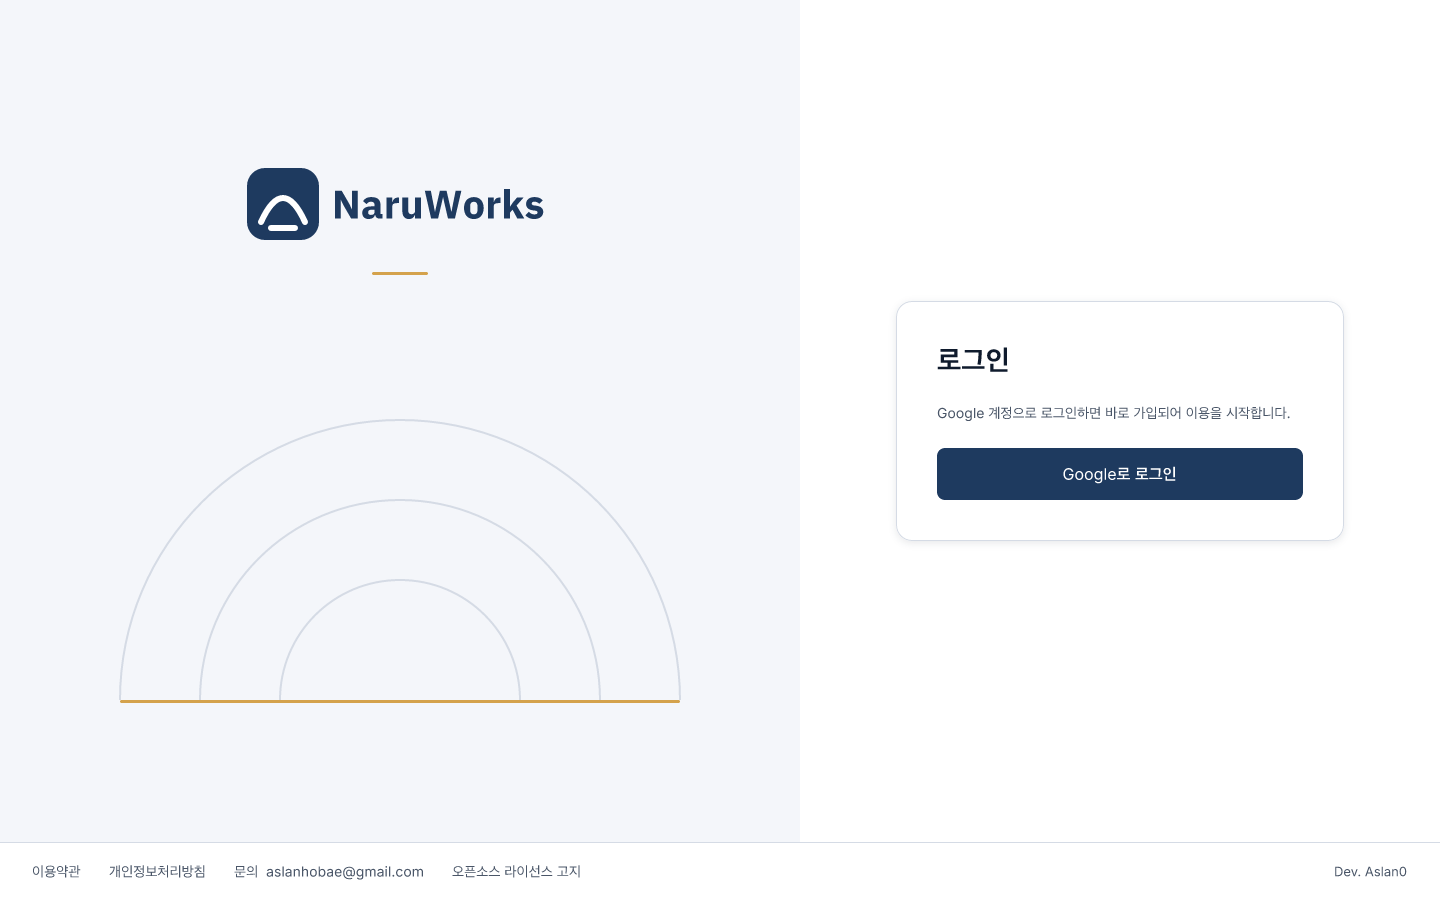 NaruWorks
로그인
Google 계정으로 로그인하면 바로 가입되어 이용을 시작합니다.
Google로 로그인
이용약관 개인정보처리방침 문의 aslanhobae@gmail.com 오픈소스 라이선스 고지 Dev. Aslan0